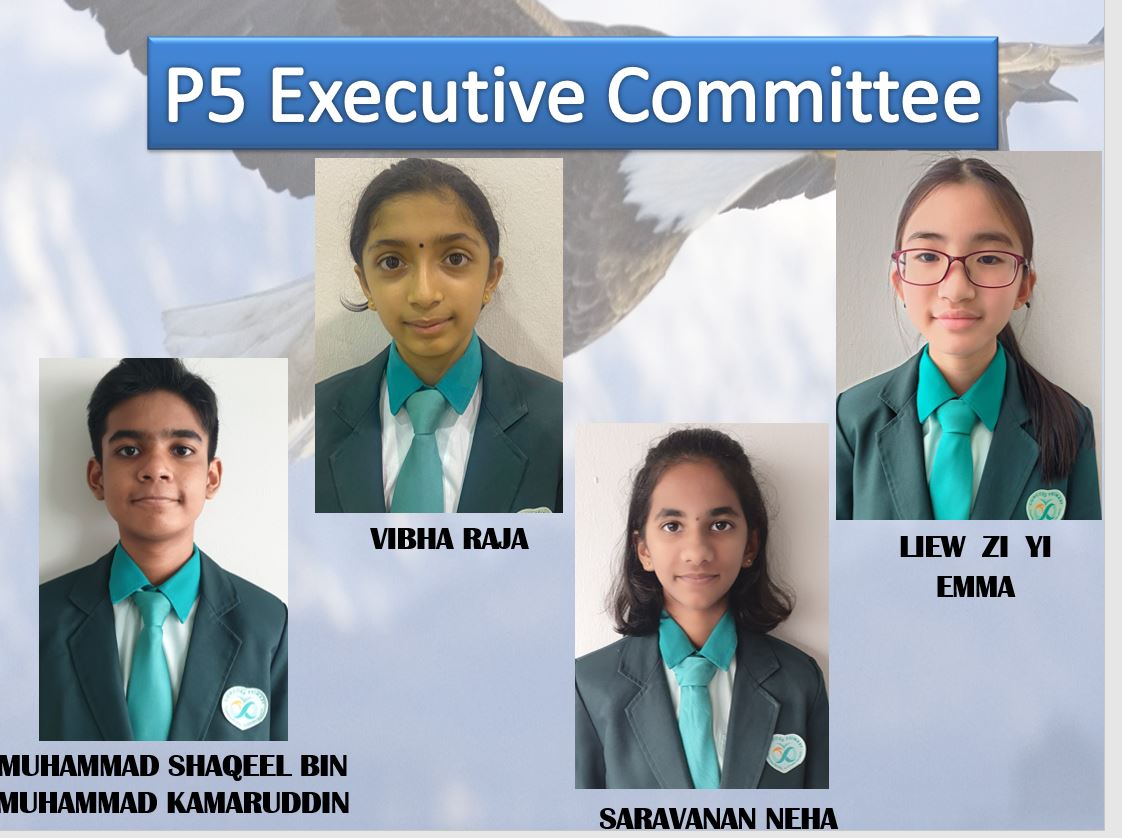 P5 Executive Committee
VIBHA RAJA
LIEW ZI YI
EMMA
MUHAMMAD SHAQEEL BIN
MUHAMMAD KAMARUDDIN
SARAVANAN NEHA